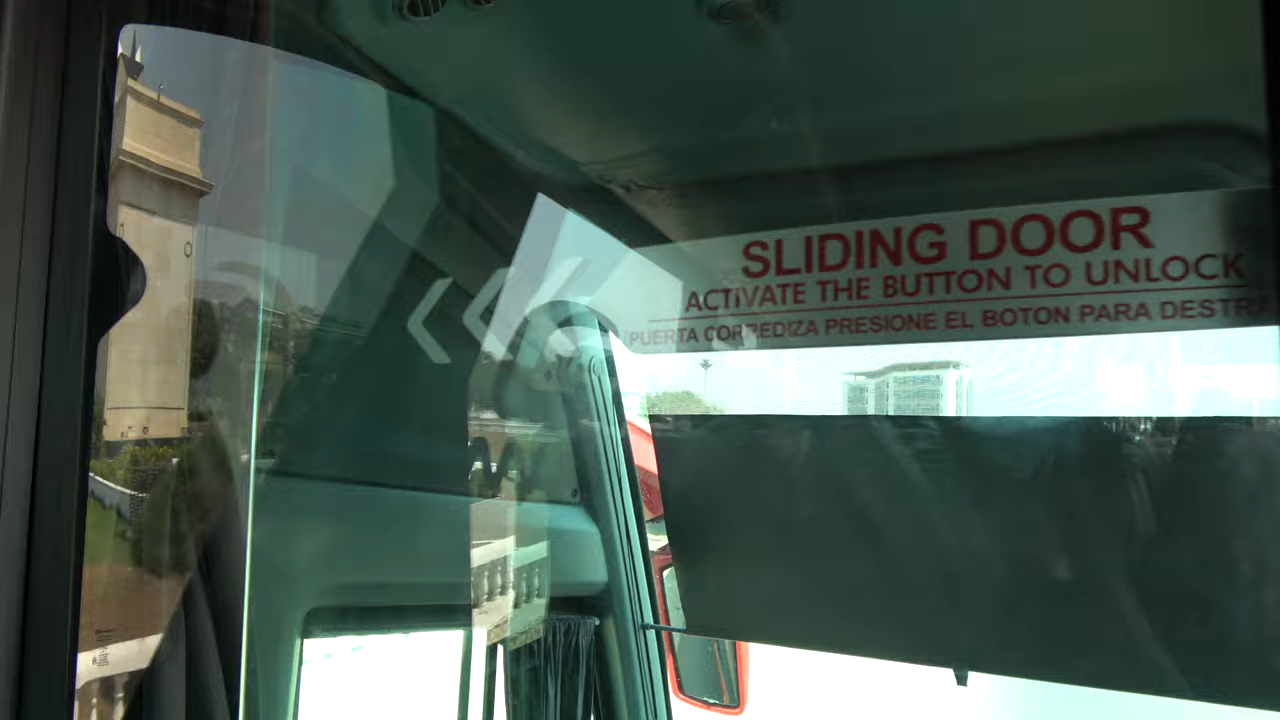 SLIDING DOOR
ACTIVATE THE BUTTON TO UNLOCK
PUERTA CORREDIZA PRESIONE EL BOTON PARA